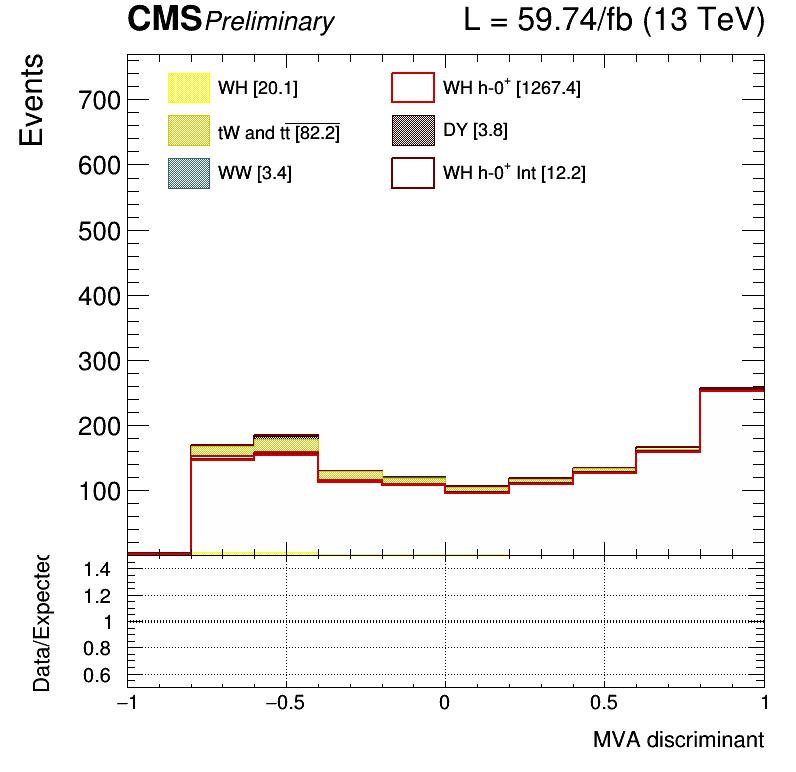 CMS Preliminary L = 59.74/fb (13 TeV)
Events
WH [20.1]
WH h-0⁺ [1267.4]
tW and tt̅ [82.2]
DY [3.8]
WW [3.4]
WH h-0⁺ Int [12.2]
700
600
500
400
300
200
100
Data/Expected
1.4
1.2
1
0.8
0.6
−1 −0.5 0 0.5 1
MVA discriminant